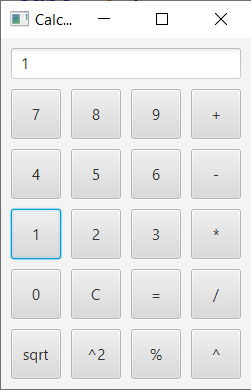 Calc...
1
7 8 9 +
4 5 6 -
1 2 3 *
0 C = /
sqrt ^2 % ^